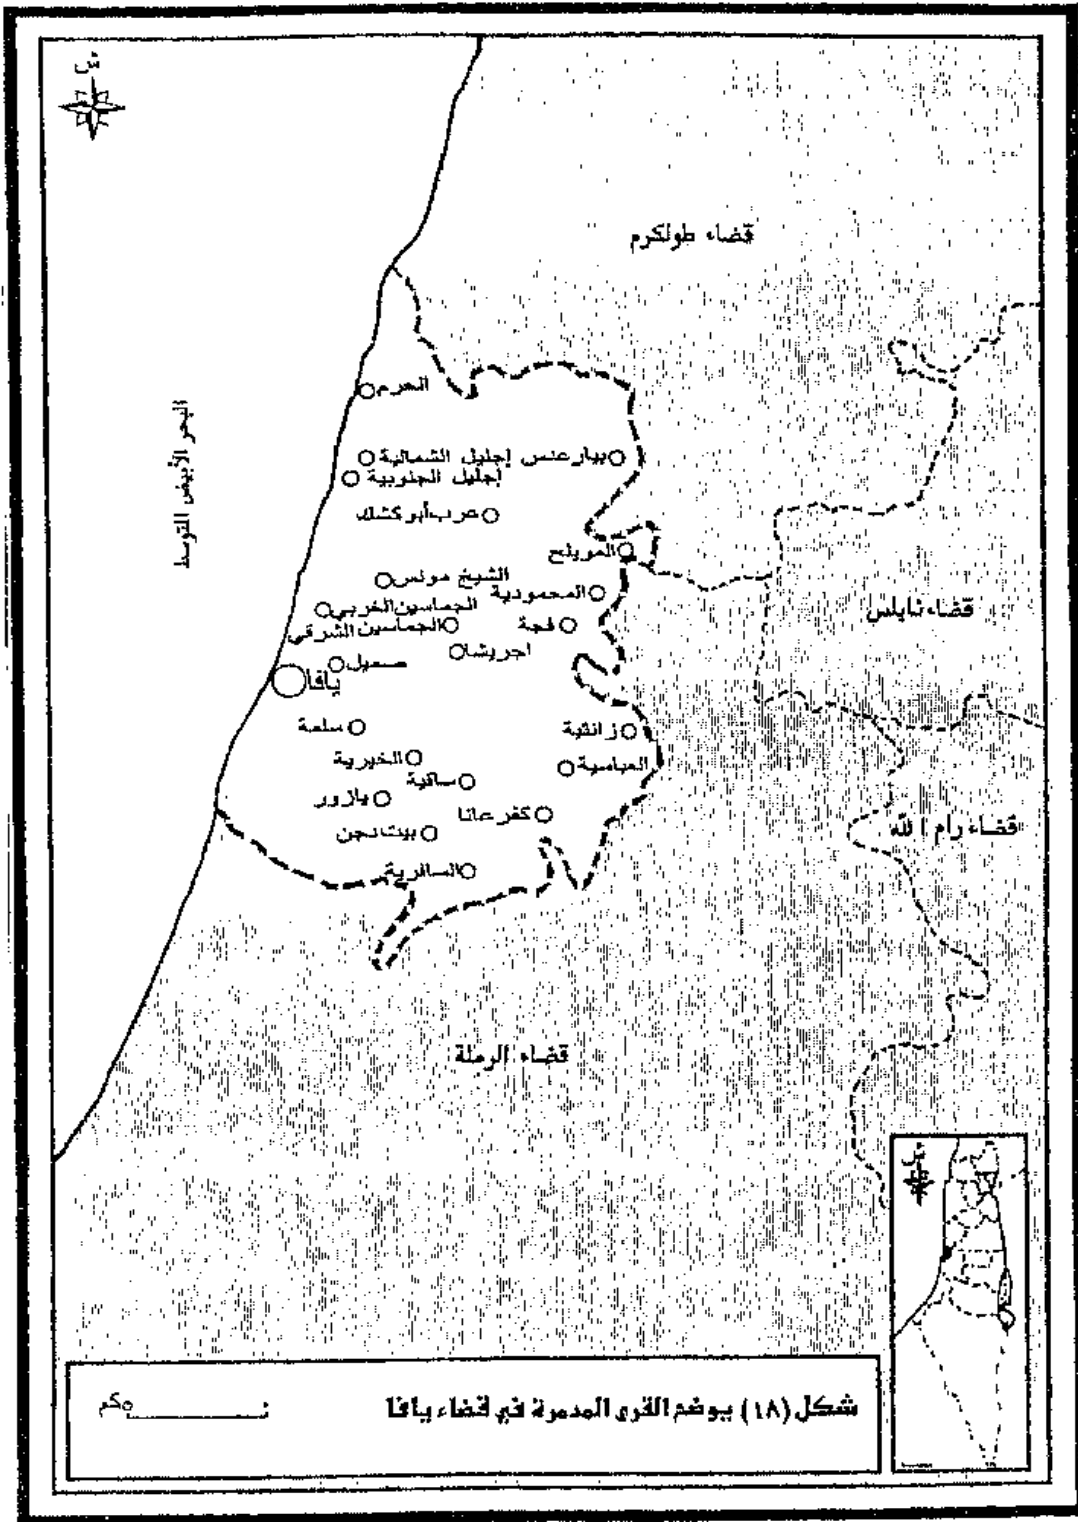 ش
قضاء طولكرم
البحر الأبيض المتوسط
الحرم
بيار عدس
إجليل الشمالية
إجليل الجنوبية
عرب أبو كشك
المويلح
الشيخ مونس
المحمودية
الجماسين الغربي
الجماسين الشرقي
فجة
اجريشا
صميل
يافا
قضاء نابلس
سلمة
زانثية
الخيرية
العباسية
ساقية
يازور
كفر عانا
بيت دجن
السافرية
قضاء رام الله
قضاء الرملة
ش
شكل (١٨) يوضح القرى المدمرة في قضاء يافا
٥كم